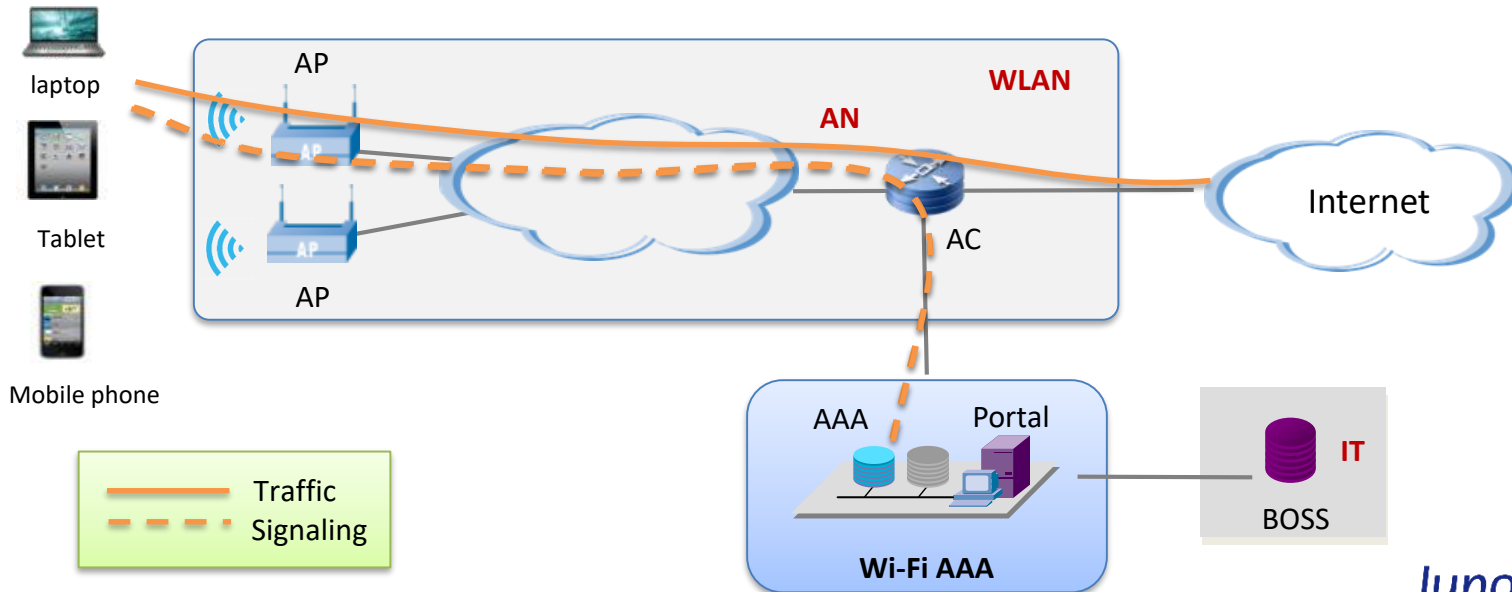 laptop
Tablet
Mobile phone
AP
AP
AP
AP
AN
WLAN
AC
Internet
AAA
Portal
Wi-Fi AAA
IT
BOSS
Traffic
Signaling